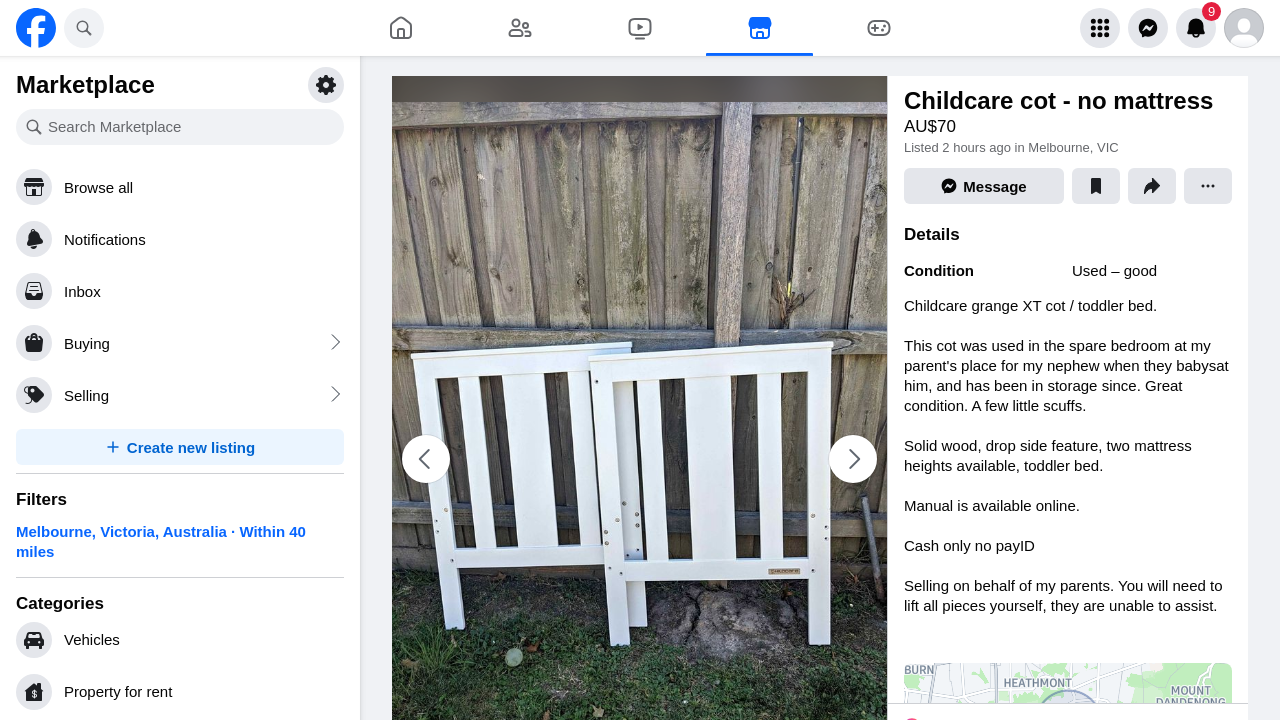 9
Marketplace
Search Marketplace
Browse all
Notifications
Inbox
Buying
Selling
Create new listing
Filters
Melbourne, Victoria, Australia · Within 40
miles
Categories
Vehicles
Property for rent
Childcare cot - no mattress
AU$70
Listed 2 hours ago in Melbourne, VIC
Message
Details
Condition
Used – good
Childcare grange XT cot / toddler bed.
This cot was used in the spare bedroom at my
parent's place for my nephew when they babysat
him, and has been in storage since. Great
condition. A few little scuffs.
Solid wood, drop side feature, two mattress
heights available, toddler bed.
Manual is available online.
Cash only no payID
Selling on behalf of my parents. You will need to
lift all pieces yourself, they are unable to assist.
BURN
HEATHMONT
MOUNT
DANDENONG